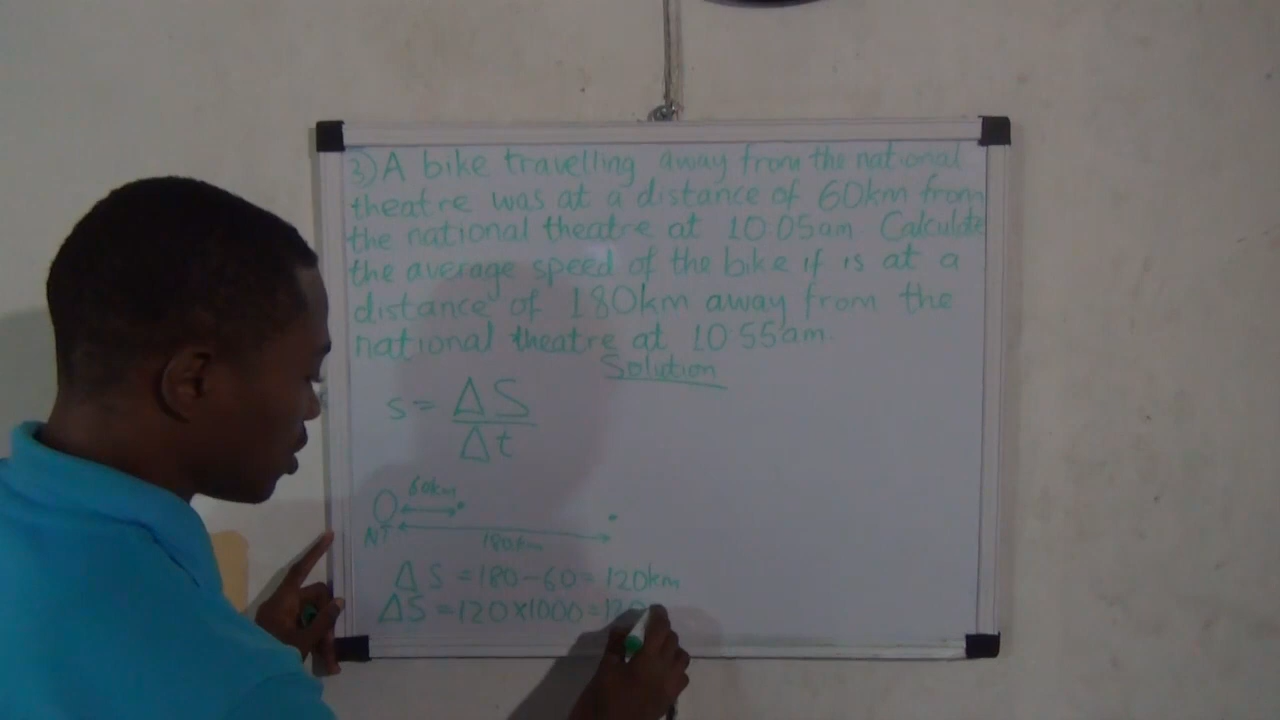 3) A bike travelling away from the national
theatre was at a distance of 60km from
the national theatre at 10:05am Calculate
the average speed of the bike if is at a
distance of 180km away from the
national theatre at 10:55am.
Solution
s = ΔS
Δt
60km
NT
180km
ΔS = 180-60 = 120km
ΔS = 120x1000 = 120